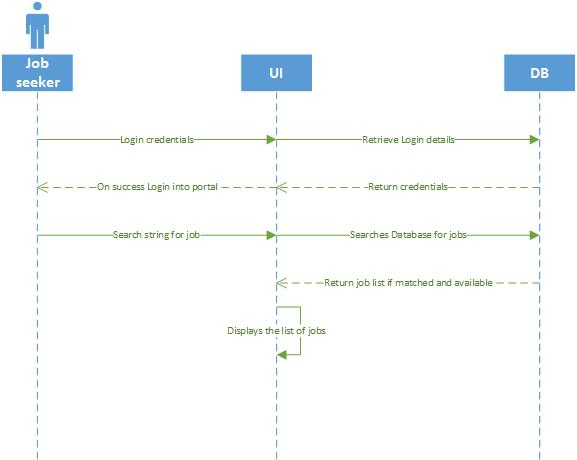 Job
seeker
UI
DB
Login credentials
Retrieve Login details
On success Login into portal
Return credentials
Search string for job
Searches Database for jobs
Return job list if matched and available
Displays the list of jobs